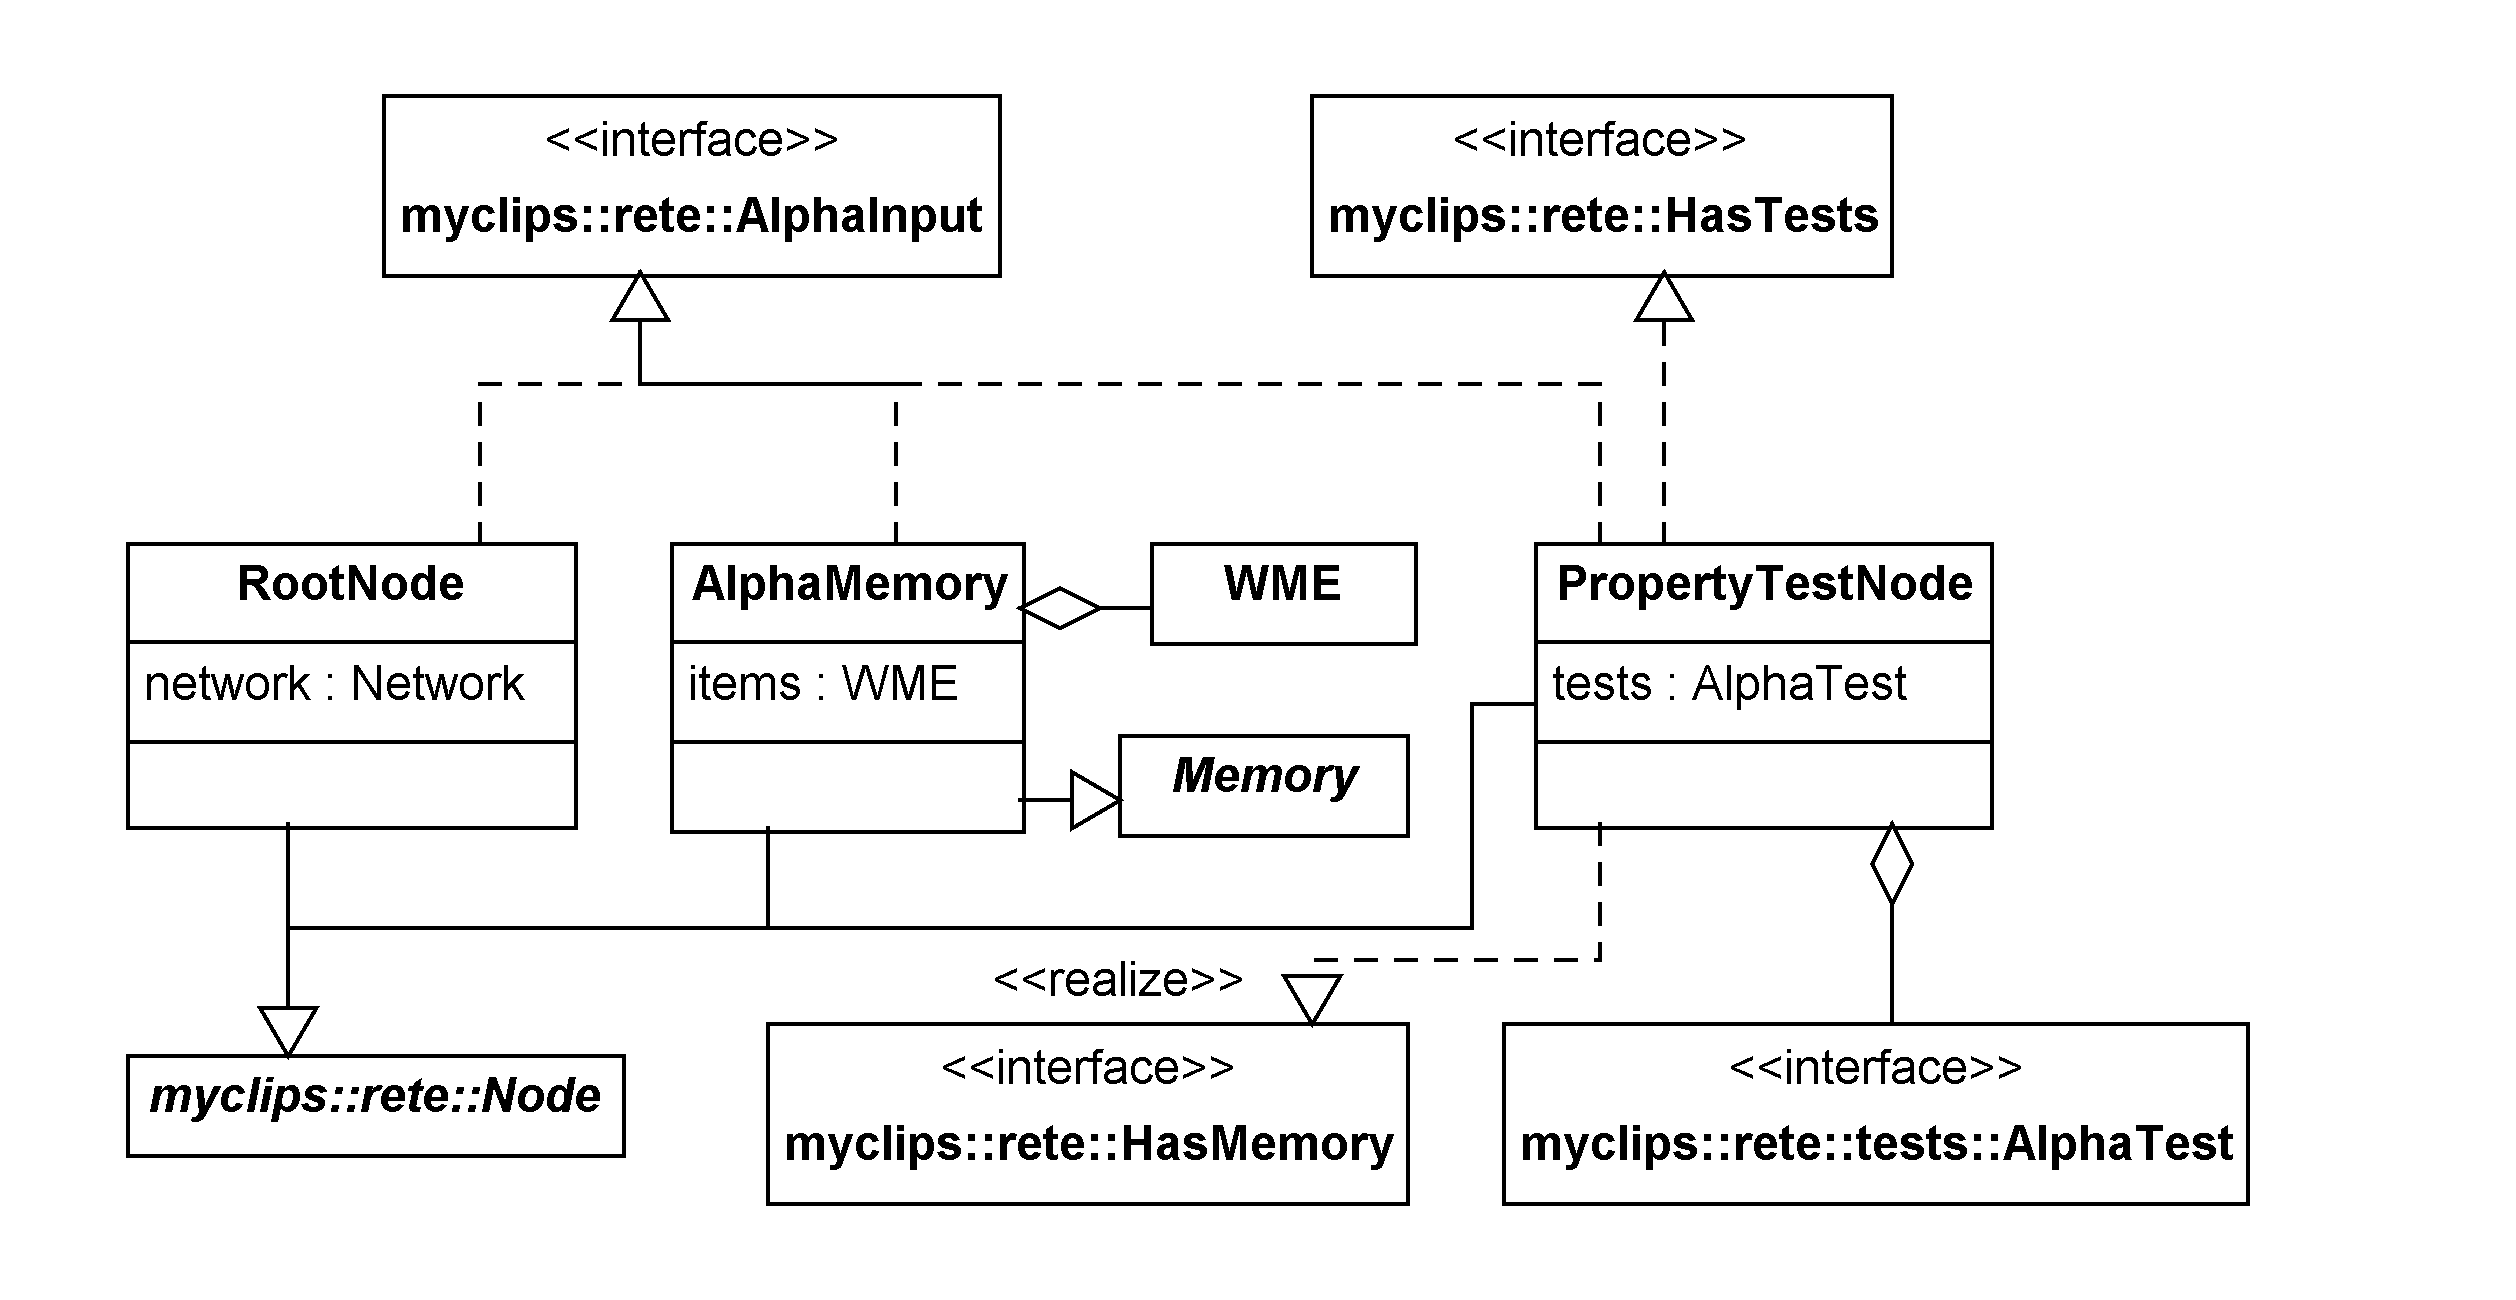 <<interface>>
myclips::rete::AlphaInput
<<interface>>
myclips::rete::HasTests
RootNode
network : Network
AlphaMemory
items : WME
WME
Memory
PropertyTestNode
tests : AlphaTest
<<realize>>
myclips::rete::Node
<<interface>>
myclips::rete::HasMemory
<<interface>>
myclips::rete::tests::AlphaTest